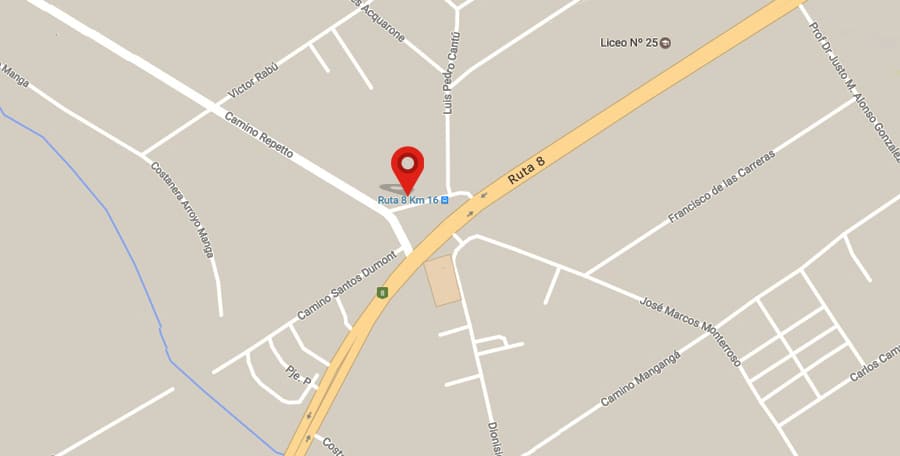 Acquarone
Luis Pedro Cantú
Liceo Nº 25
Prof Dr Justo M. Alonso González
Manga
Victor Rabú
Camino Repetto
Costanera Arroyo Manga
Ruta 8
Francisco de las Carreras
Ruta 8 Km 16
Camino Santos Dumont
8
José Marcos Monterroso
Camino Mangangá
Pje. P
Carlos Cam
Dionisi
Costa